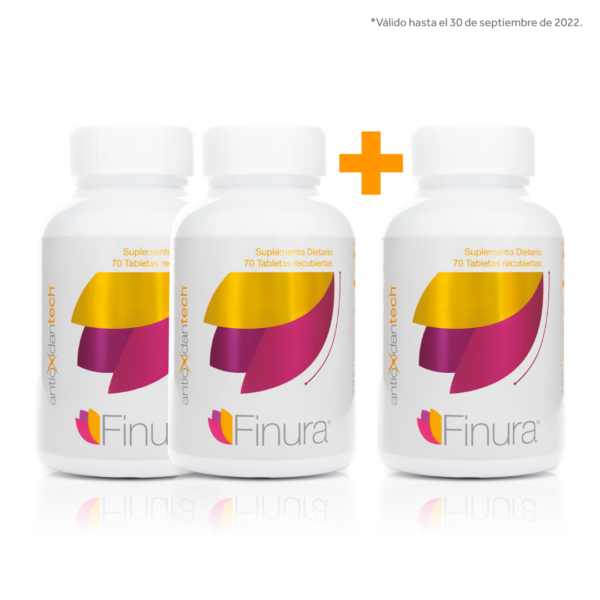 *Válido hasta el 30 de septiembre de 2022.
Suplemento Dietario
70 Tabletas recu
antioxidantech
Finura
Suplemento Dietario
70 Tabletas recubiertas
antioxidantech
Finura®
Suplemento Dietario
70 Tabletas recubiertas
antioxidantech
Finura®